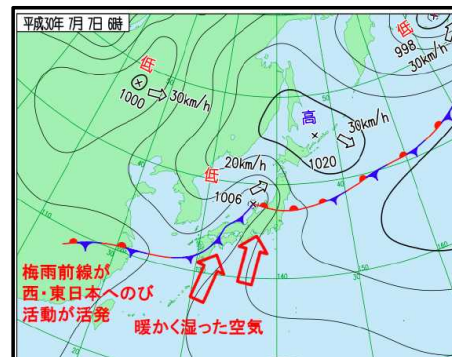 平成30年 7月 7日 6時
低
998
30km/h
低
30km/h
1000
高
30km/h
1020
20km/h
低
1006
梅雨前線が
西・東日本へのび
活動が活発
暖かく湿った空気
140
20